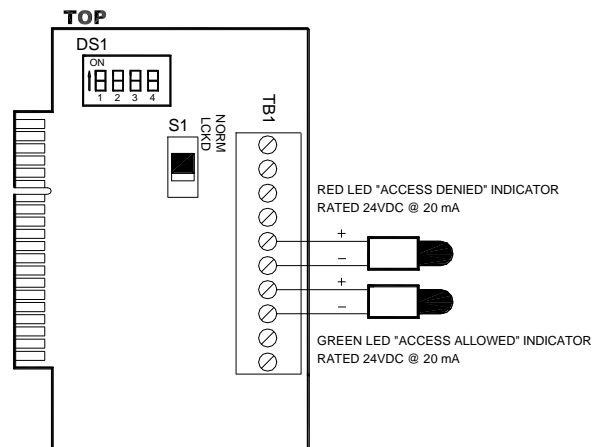 TOP
DS1
ON
1 2 3 4
S1
NORM
LCKD
TB1
RED LED "ACCESS DENIED" INDICATOR
RATED 24VDC @ 20 mA
+
–
+
–
GREEN LED "ACCESS ALLOWED" INDICATOR
RATED 24VDC @ 20 mA